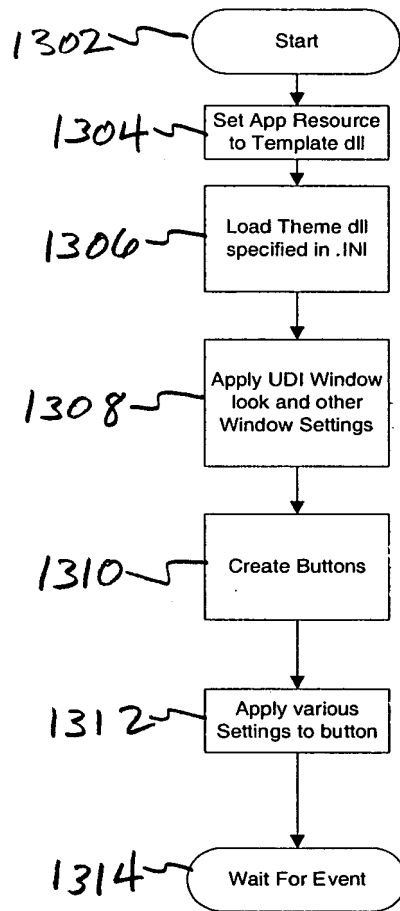 1302
Start
1304
Set App Resource
to Template dll
1306
Load Theme dll
specified in .INI
1308
Apply UDI Window
look and other
Window Settings
1310
Create Buttons
1312
Apply various
Settings to button
1314
Wait For Event